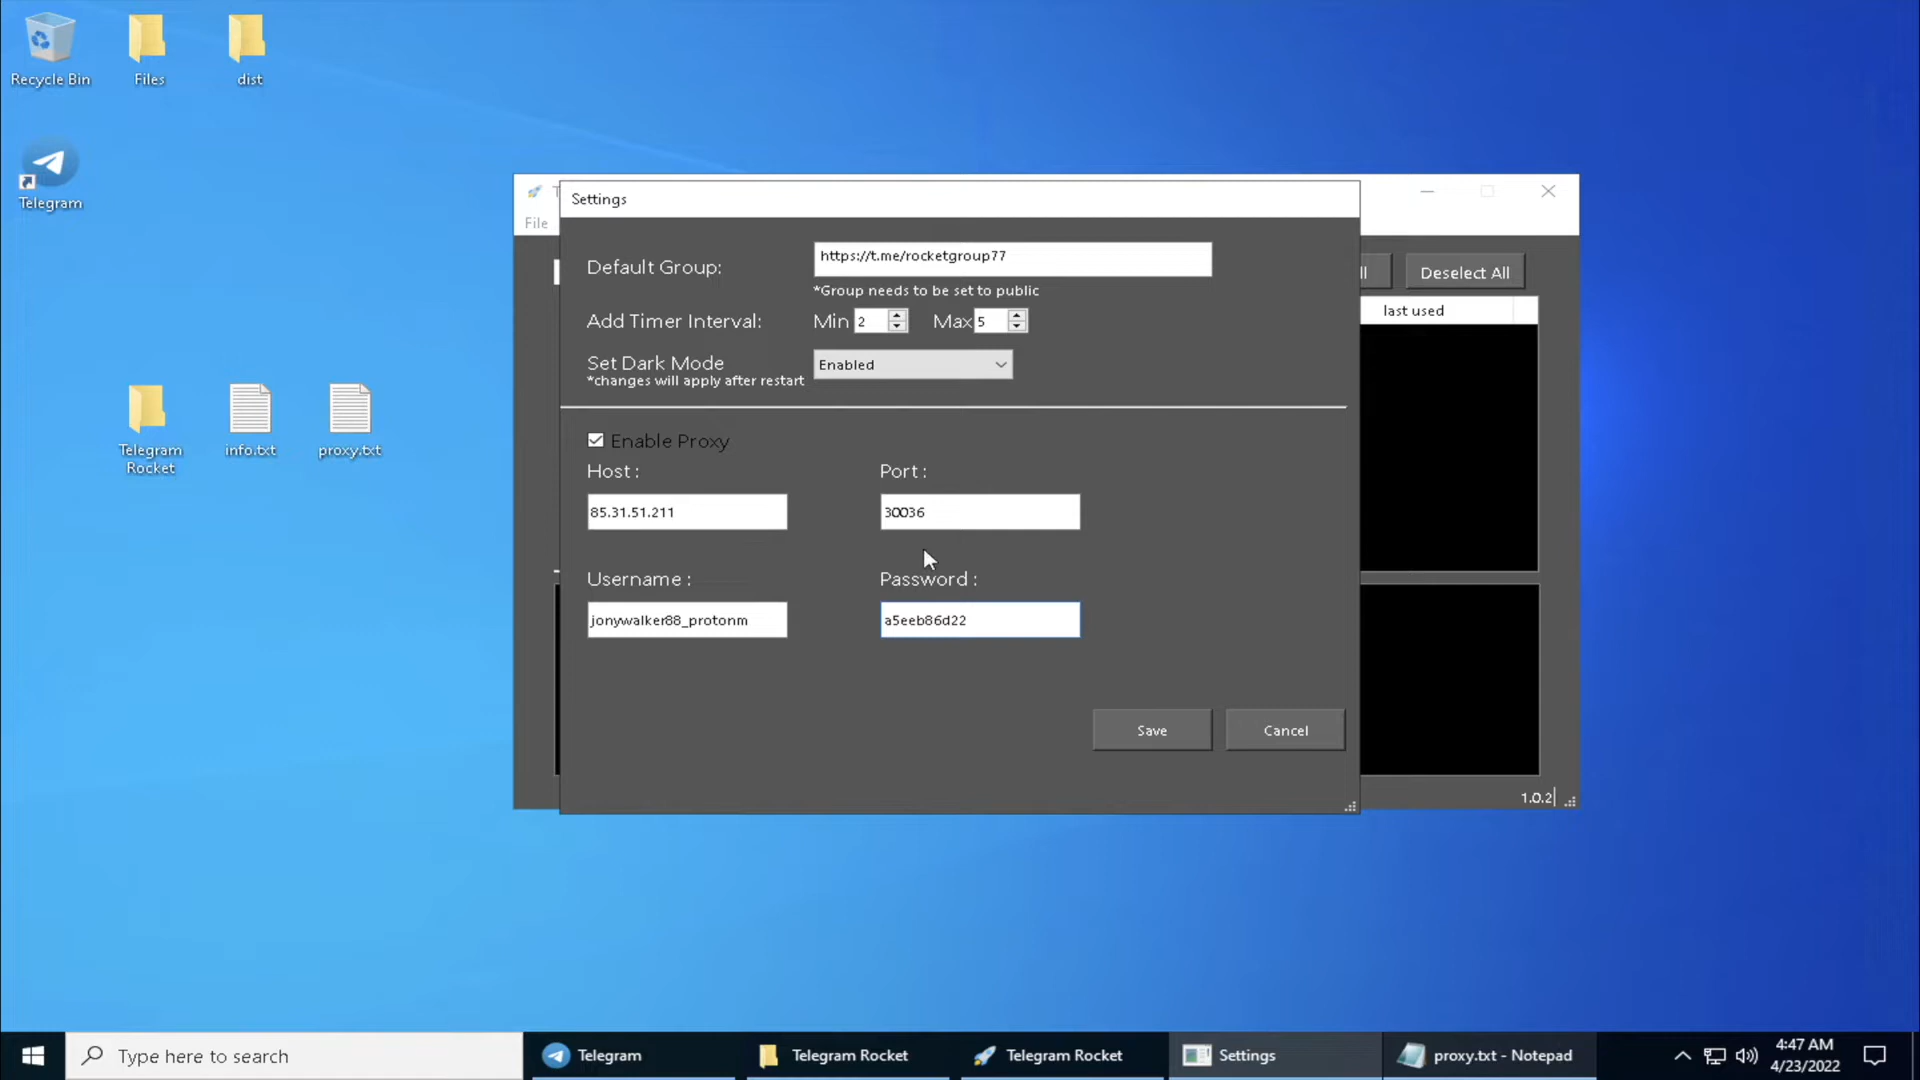 Recycle Bin
Files
dist
Telegram
Telegram
Rocket
info.txt
proxy.txt
File
Settings
Default Group:
https://t.me/rocketgroup77
*Group needs to be set to public
Add Timer Interval:
Min 2
Max 5
Set Dark Mode
*changes will apply after restart
Enabled
Enable Proxy
Host :
Port :
85.31.51.211
30036
Username :
Password :
jonywalker88_protonm
a5eeb86d22
Save
Cancel
Deselect All
last used
1.0.2
Type here to search
Telegram
Telegram Rocket
Telegram Rocket
Settings
proxy.txt - Notepad
4:47 AM
4/23/2022